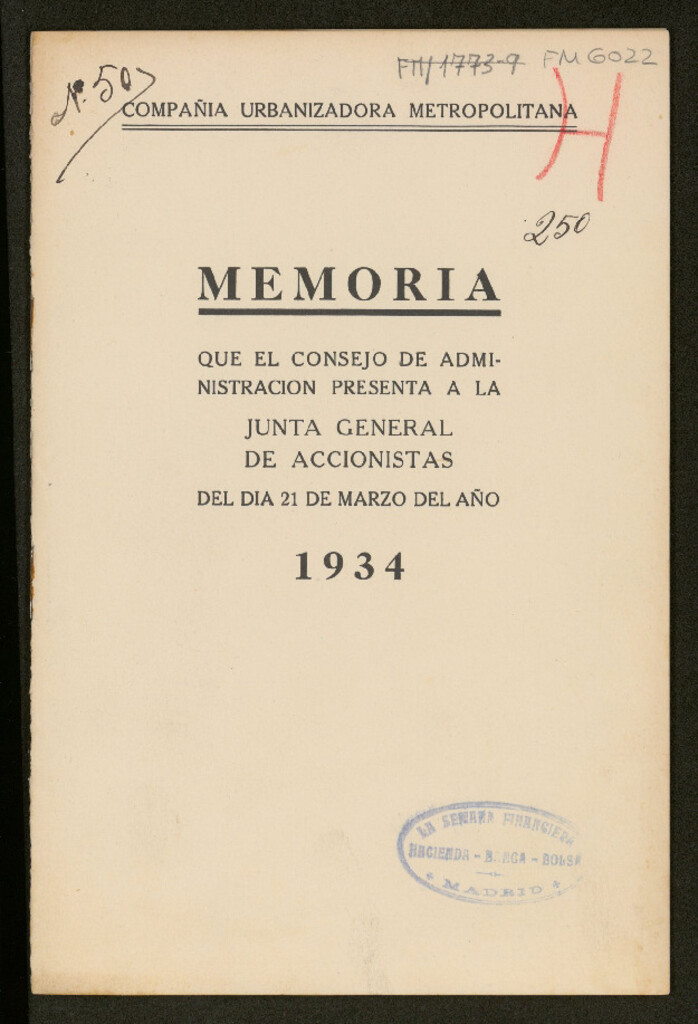 FM/1773-9 FM 6022
Nº 50
COMPAÑIA URBANIZADORA METROPOLITANA
H
250
MEMORIA
QUE EL CONSEJO DE ADMI-
NISTRACION PRESENTA A LA
JUNTA GENERAL
DE ACCIONISTAS
DEL DIA 21 DE MARZO DEL AÑO
1934
LA SEMANA FINANCIERA
HACIENDA - BANCA - BOLSA
MADRID